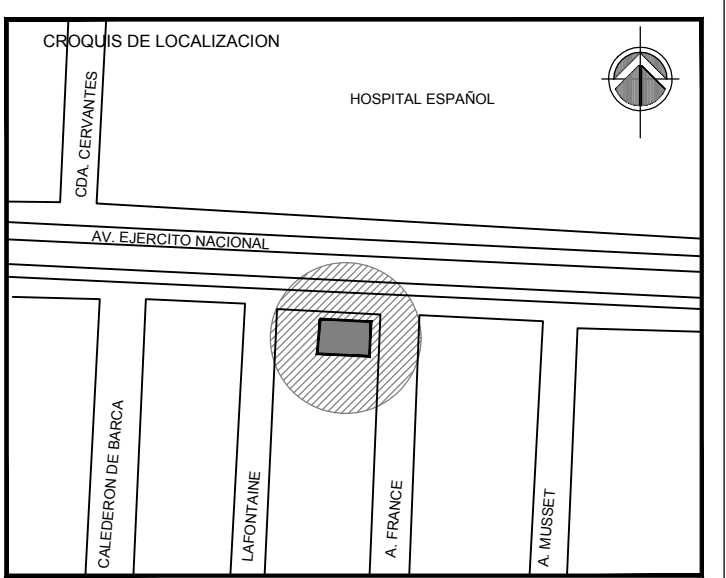 CROQUIS DE LOCALIZACION
HOSPITAL ESPAÑOL
CDA. CERVANTES
AV. EJERCITO NACIONAL
CALEDERON DE BARCA
LAFONTAINE
A. FRANCE
A. MUSSET